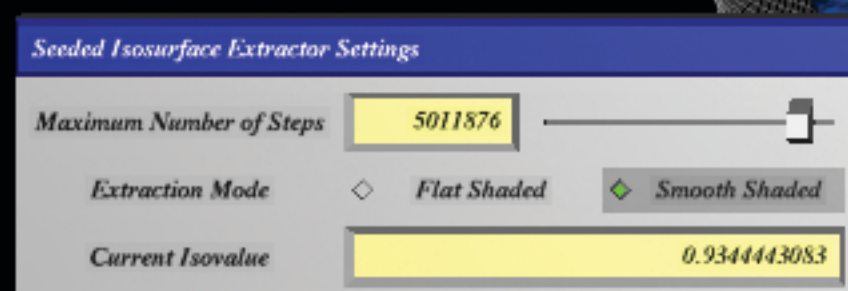 Seeded Isosurface Extractor Settings
Maximum Number of Steps 5011876
Extraction Mode Flat Shaded Smooth Shaded
Current Isovalue 0.9344443083